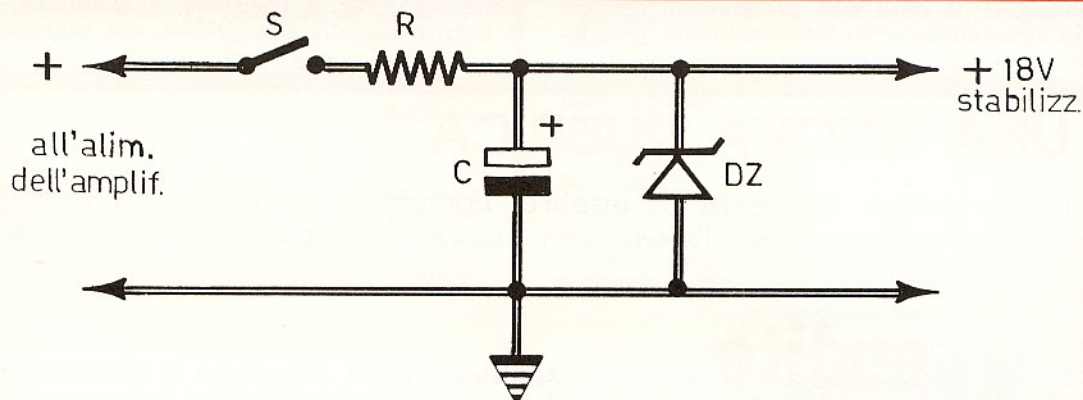 S
R
+
+ 18V
stabilizz.
all'alim.
dell'amplif.
+
C
DZ